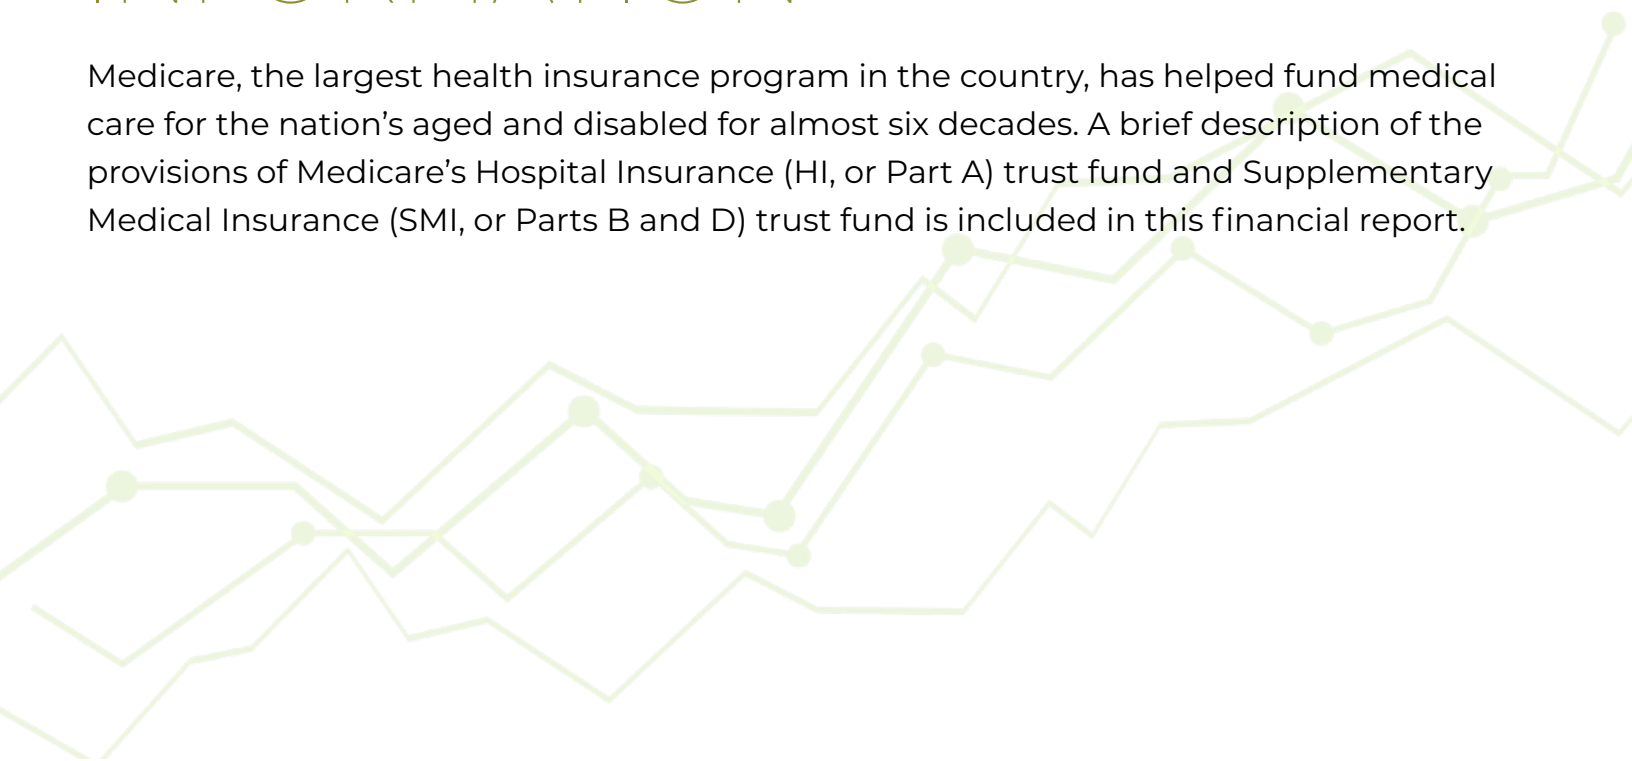 Medicare, the largest health insurance program in the country, has helped fund medical
care for the nation’s aged and disabled for almost six decades. A brief description of the
provisions of Medicare’s Hospital Insurance (HI, or Part A) trust fund and Supplementary
Medical Insurance (SMI, or Parts B and D) trust fund is included in this financial report.